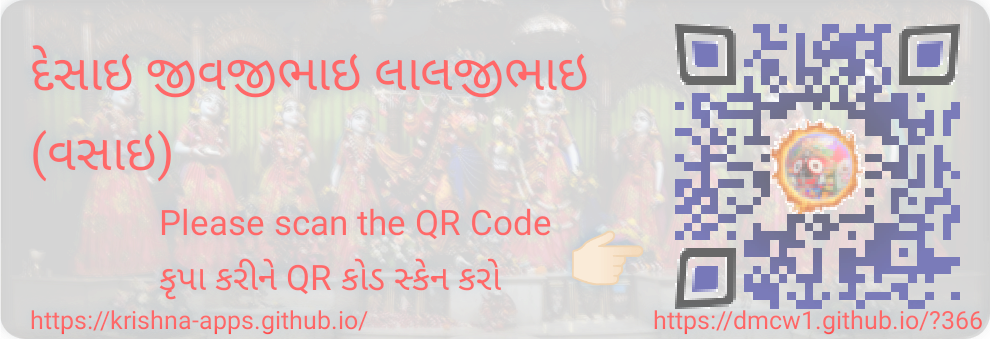 દેસાઇ જીવજીભાઇ લાલજીભાઇ
(વસાઇ)
Please scan the QR Code
કૃપા કરીને QR કોડ સ્કેન કરો
https://krishna-apps.github.io/
https://dmcw1.github.io/?366